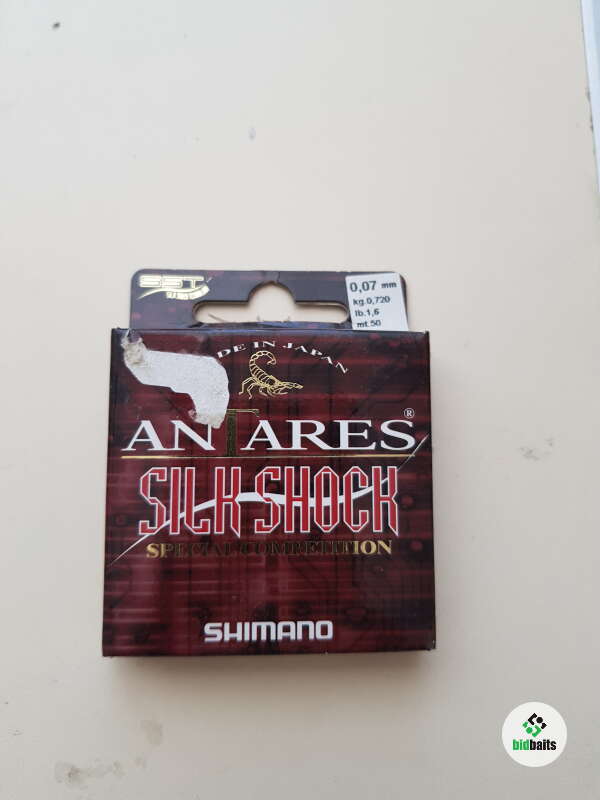 SST
0,07 mm
kg.0,720
lb.1,6
mt.50
DE IN JAPAN
ANTARES®
SILK SHOCK
SPECIAL COMPETITION
SHIMANO
bidbaits